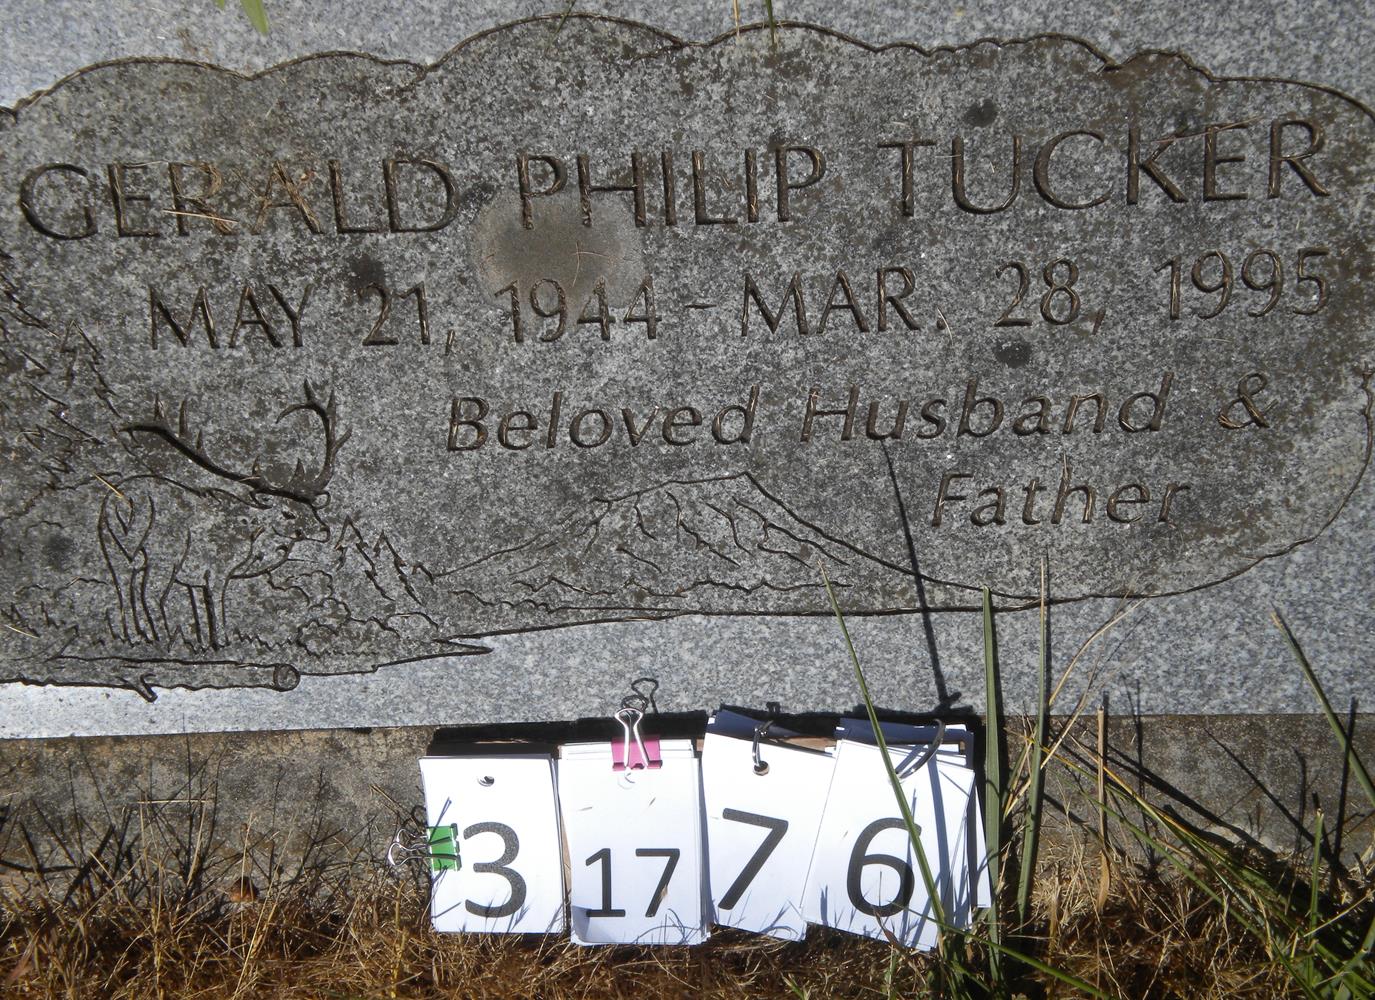 GERALD PHILIP TUCKER
MAY 21, 1944 - MAR. 28, 1995
Beloved Husband &
Father
3 17 7 6